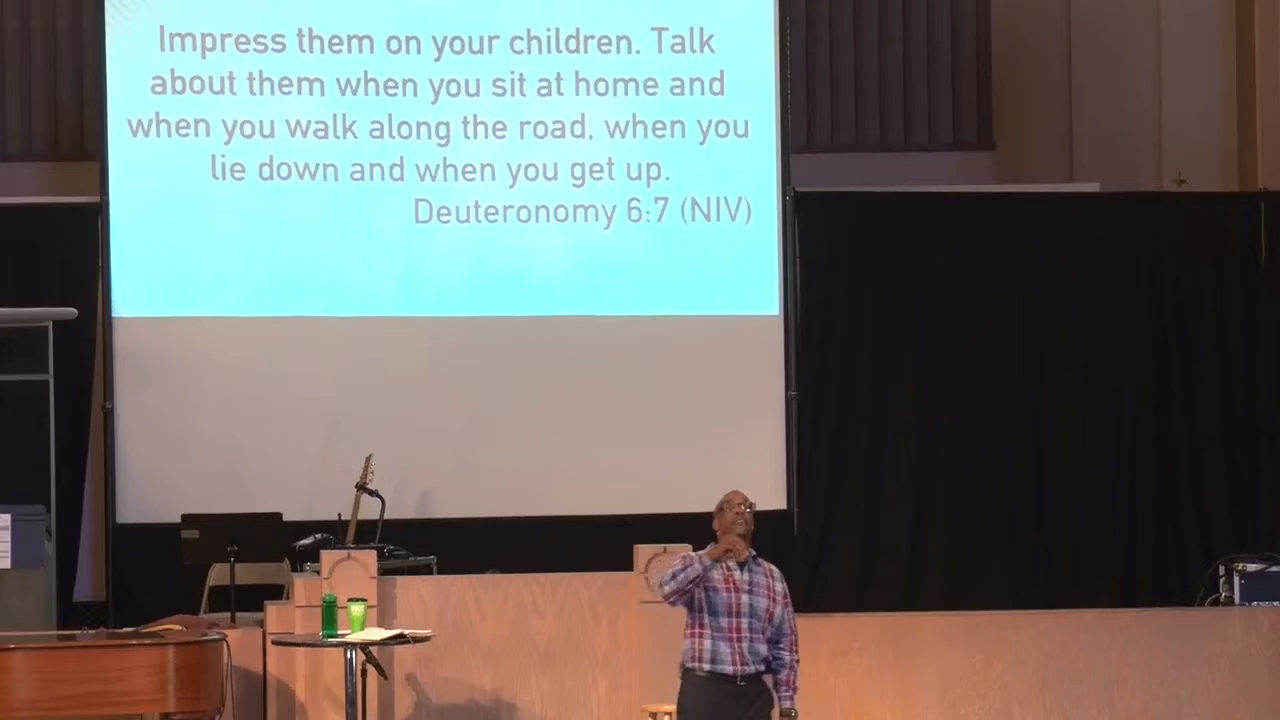 Impress them on your children. Talk
about them when you sit at home and
when you walk along the road, when you
lie down and when you get up.
Deuteronomy 6:7 (NIV)